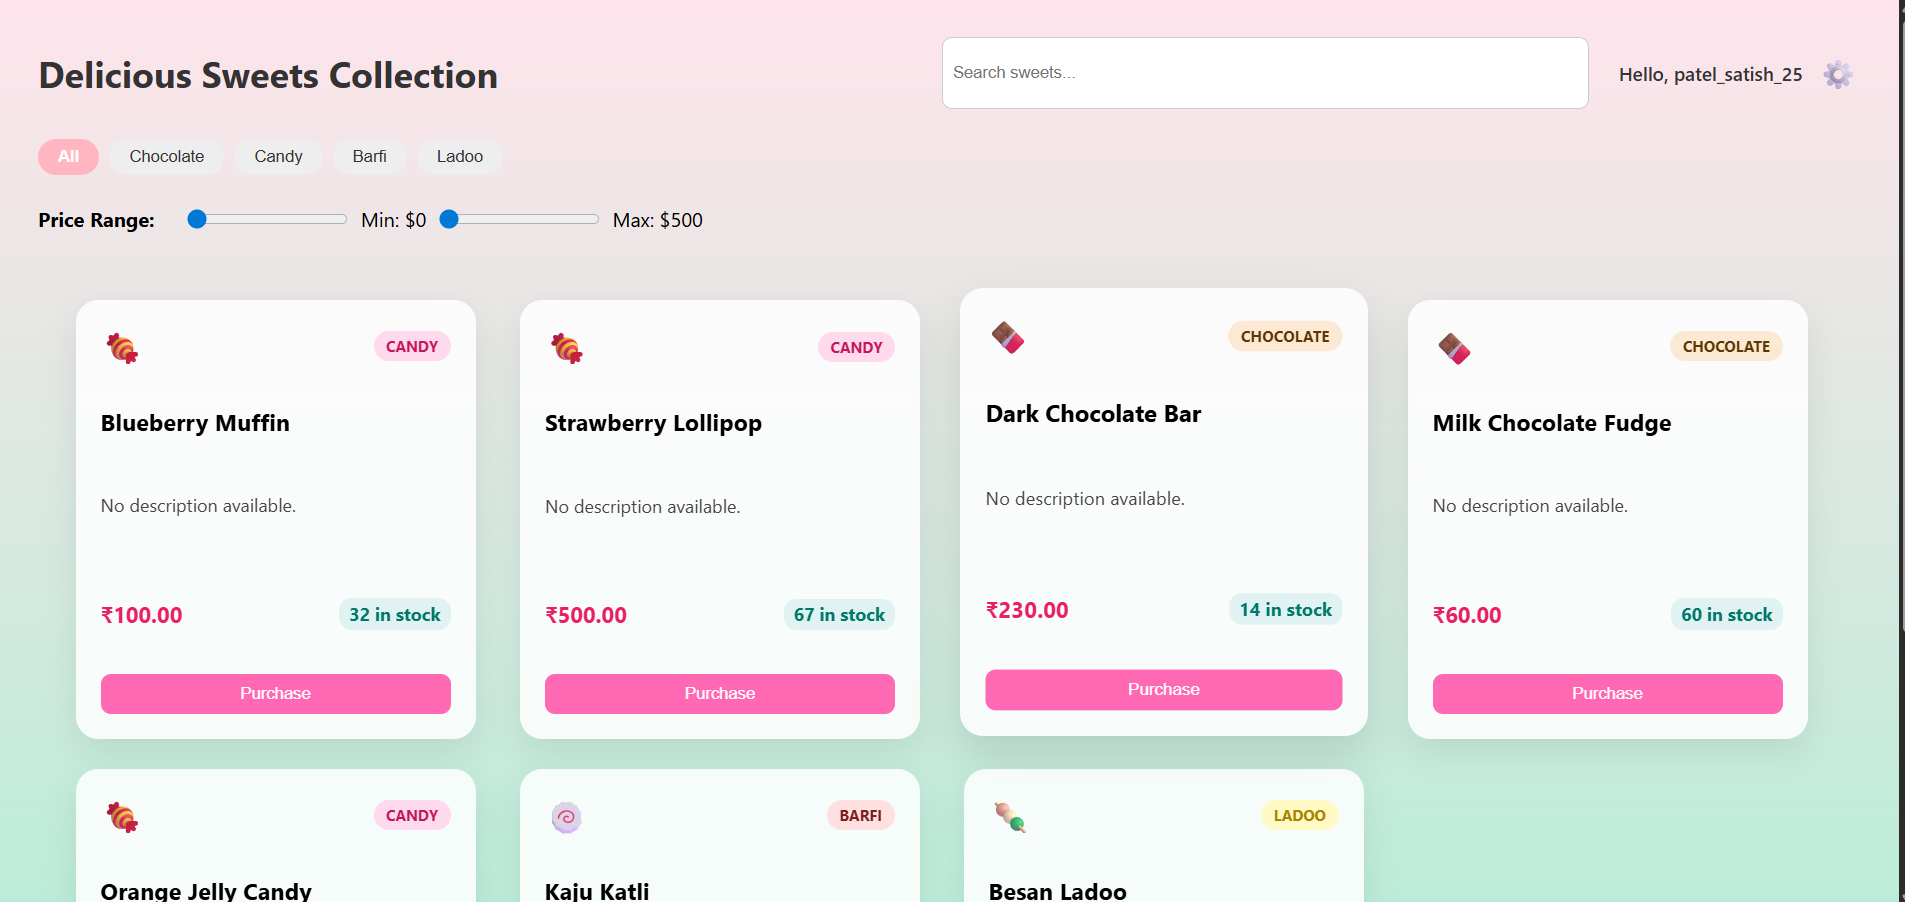 Delicious Sweets Collection
Search sweets...
Hello, patel_satish_25
All Chocolate Candy Barfi Ladoo
Price Range: Min: $0 Max: $500
CANDY
Blueberry Muffin
No description available.
₹100.00 32 in stock
Purchase
CANDY
Strawberry Lollipop
No description available.
₹500.00 67 in stock
Purchase
CHOCOLATE
Dark Chocolate Bar
No description available.
₹230.00 14 in stock
Purchase
CHOCOLATE
Milk Chocolate Fudge
No description available.
₹60.00 60 in stock
Purchase
CANDY
Orange Jelly Candy
BARFI
Kaju Katli
LADOO
Besan Ladoo